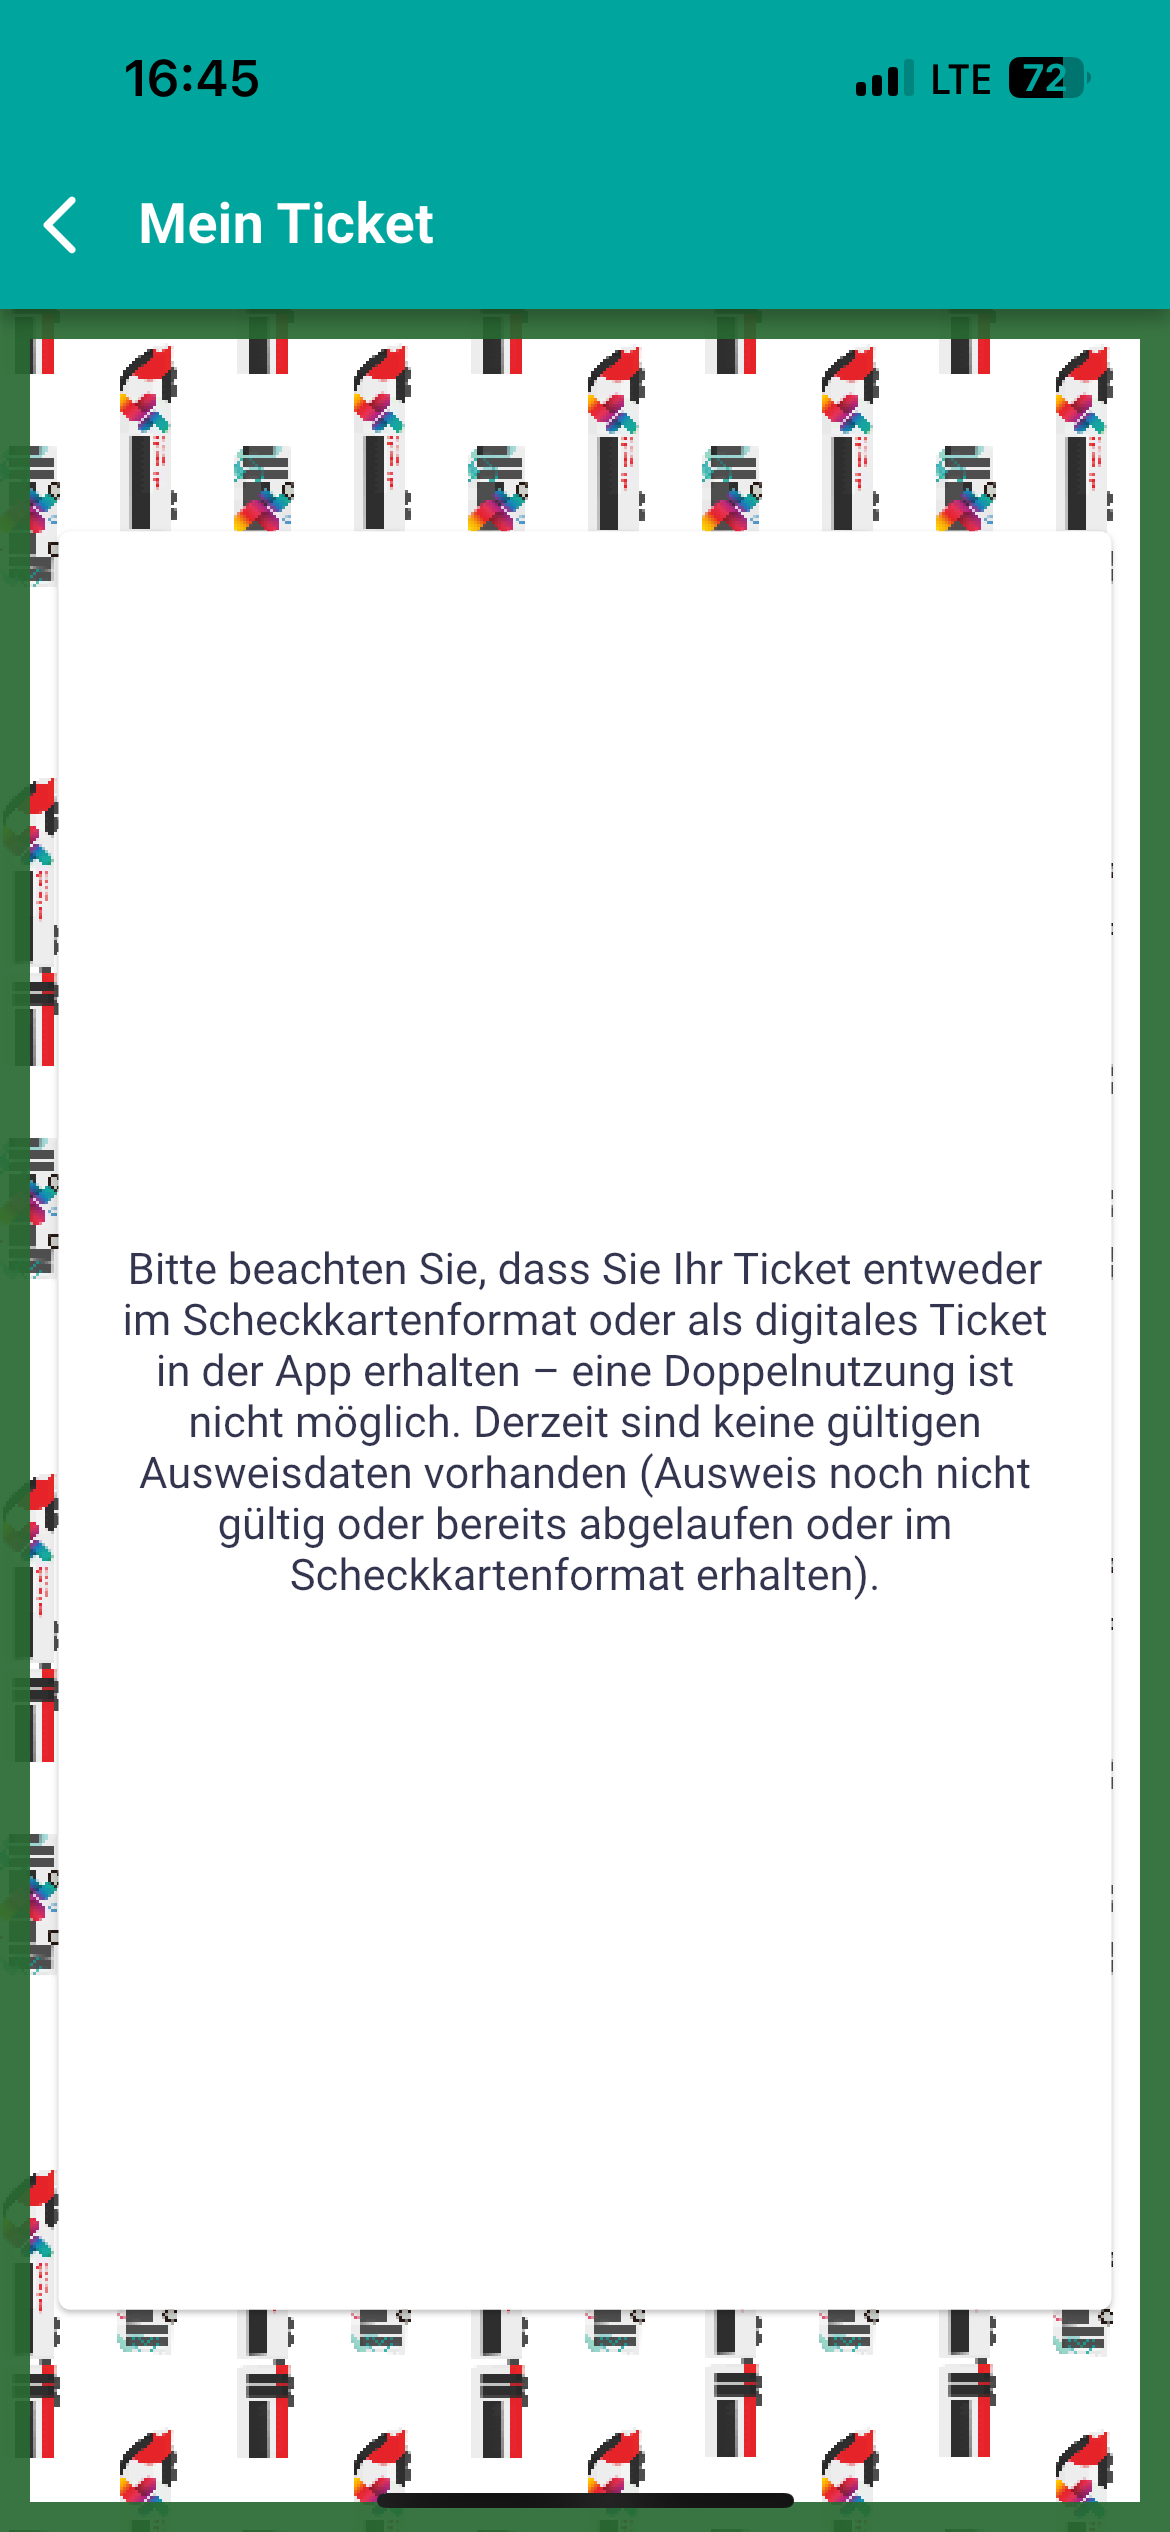 16:45
LTE
72
Mein Ticket
Bitte beachten Sie, dass Sie Ihr Ticket entweder
im Scheckkartenformat oder als digitales Ticket
in der App erhalten – eine Doppelnutzung ist
nicht möglich. Derzeit sind keine gültigen
Ausweisdaten vorhanden (Ausweis noch nicht
gültig oder bereits abgelaufen oder im
Scheckkartenformat erhalten).